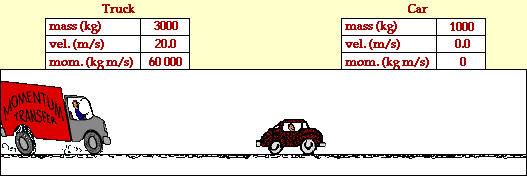 Truck
mass (kg) 3000
vel. (m/s) 20.0
mom. (kg m/s) 60 000
Car
mass (kg) 1000
vel. (m/s) 0.0
mom. (kg m/s) 0
MOMENTUM
TRANSFER